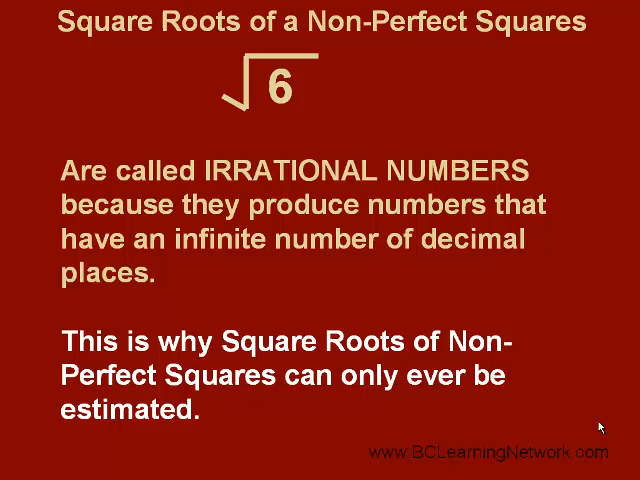 Square Roots of a Non-Perfect Squares
√6
Are called IRRATIONAL NUMBERS
because they produce numbers that
have an infinite number of decimal
places.
This is why Square Roots of Non-
Perfect Squares can only ever be
estimated.
www.BCLearningNetwork.com